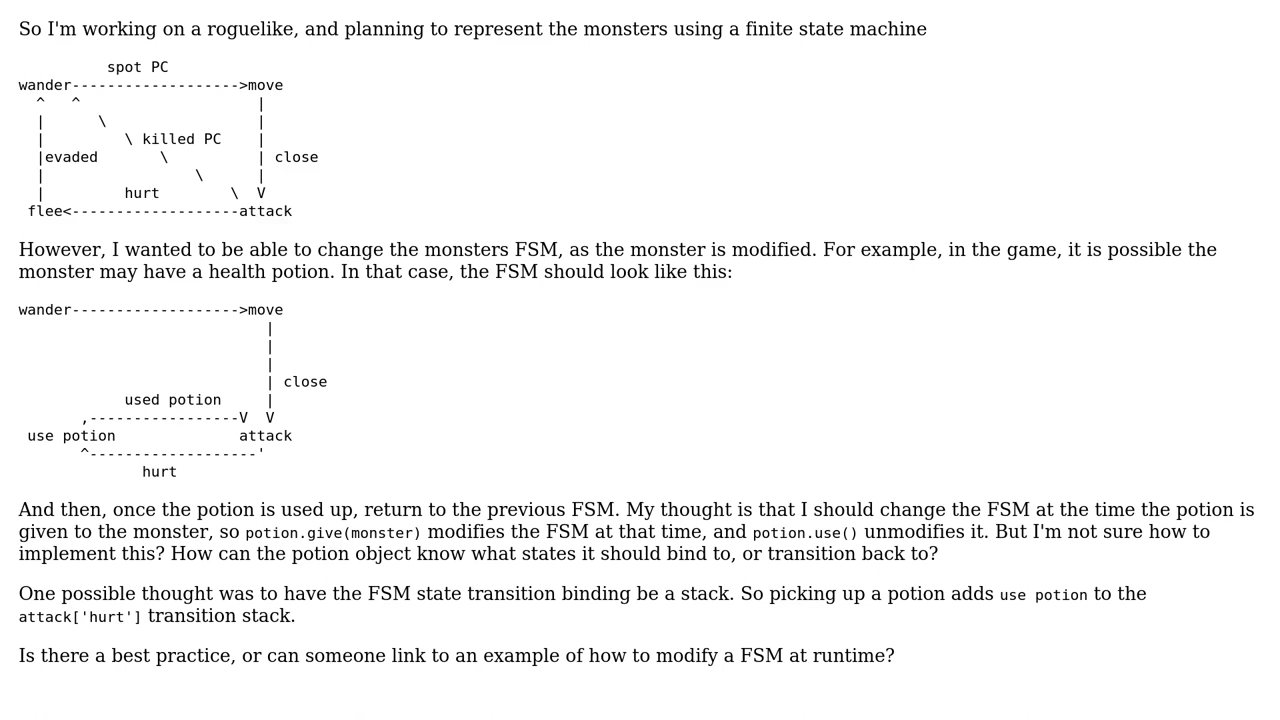 So I'm working on a roguelike, and planning to represent the monsters using a finite state machine
          spot PC
wander------------------->move
  ^   ^                    |
  |      \                 |
  |         \ killed PC    |
  |evaded       \          | close
  |                 \      |
  |         hurt        \  V
 flee<-------------------attack
However, I wanted to be able to change the monsters FSM, as the monster is modified. For example, in the game, it is possible the
monster may have a health potion. In that case, the FSM should look like this:
wander------------------->move
                            |
                            |
                            |
                            | close
            used potion     |
       ,-----------------V  V
 use potion              attack
       ^-------------------'
              hurt
And then, once the potion is used up, return to the previous FSM. My thought is that I should change the FSM at the time the potion is
given to the monster, so potion.give(monster) modifies the FSM at that time, and potion.use() unmodifies it. But I'm not sure how to
implement this? How can the potion object know what states it should bind to, or transition back to?
One possible thought was to have the FSM state transition binding be a stack. So picking up a potion adds use potion to the
attack['hurt'] transition stack.
Is there a best practice, or can someone link to an example of how to modify a FSM at runtime?